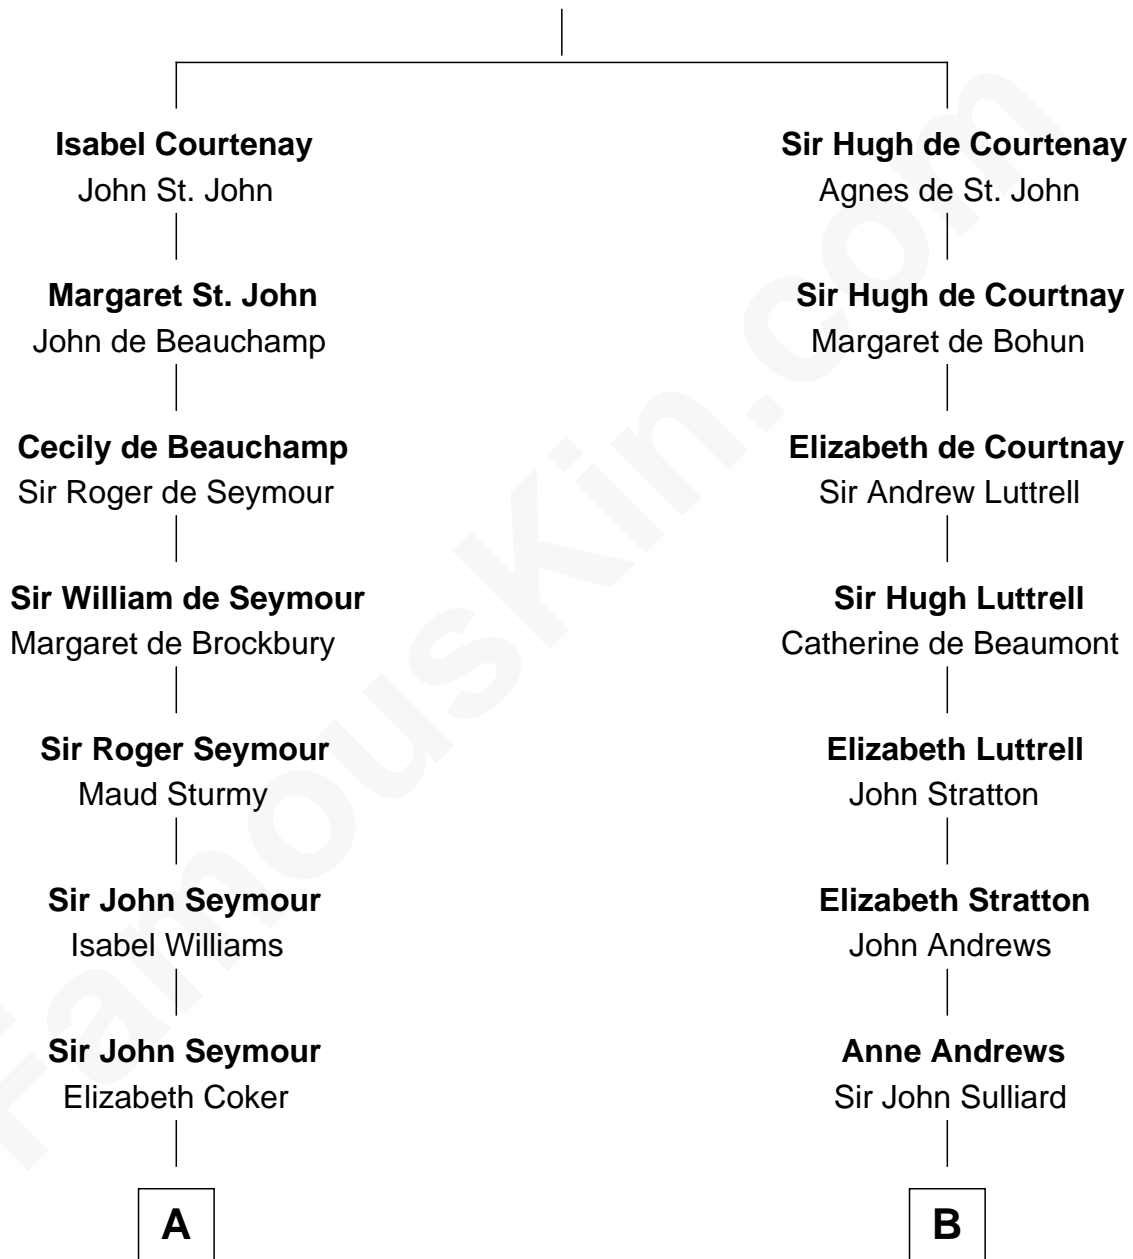 Isabel Courtenay
John St. John
Margaret St. John
John de Beauchamp
Cecily de Beauchamp
Sir Roger de Seymour
Sir William de Seymour
Margaret de Brockbury
Sir Roger Seymour
Maud Sturmy
Sir John Seymour
Isabel Williams
Sir John Seymour
Elizabeth Coker
A
Sir Hugh de Courtenay
Agnes de St. John
Sir Hugh de Courtnay
Margaret de Bohun
Elizabeth de Courtnay
Sir Andrew Luttrell
Sir Hugh Luttrell
Catherine de Beaumont
Elizabeth Luttrell
John Stratton
Elizabeth Stratton
John Andrews
Anne Andrews
Sir John Sulliard
B
FamousKin.com